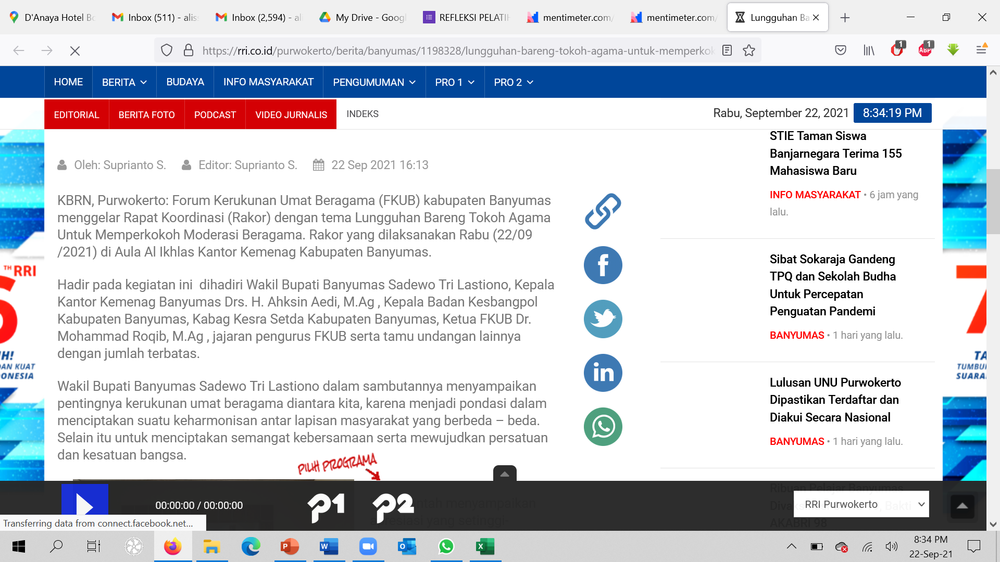 D'Anaya Hotel Bo
Inbox (511) - alis
Inbox (2,594) - ali
My Drive - Googl
REFLEKSI PELATIH
mentimeter.com/
mentimeter.com/
Lungguhan Ba
https://rri.co.id/purwokerto/berita/banyumas/1198328/lungguhan-bareng-tokoh-agama-untuk-memperkok
1
ABP 1
HOME
BERITA
BUDAYA
INFO MASYARAKAT
PENGUMUMAN
PRO 1
PRO 2
EDITORIAL
BERITA FOTO
PODCAST
VIDEO JURNALIS
INDEKS
Rabu, September 22, 2021 8:34:19 PM
Oleh: Suprianto S. Editor: Suprianto S. 22 Sep 2021 16:13
KBRN, Purwokerto: Forum Kerukunan Umat Beragama (FKUB) kabupaten Banyumas
menggelar Rapat Koordinasi (Rakor) dengan tema Lungguhan Bareng Tokoh Agama
Untuk Memperkokoh Moderasi Beragama. Rakor yang dilaksanakan Rabu (22/09
/2021) di Aula Al Ikhlas Kantor Kemenag Kabupaten Banyumas.
Hadir pada kegiatan ini dihadiri Wakil Bupati Banyumas Sadewo Tri Lastiono, Kepala
Kantor Kemenag Banyumas Drs. H. Ahksin Aedi, M.Ag , Kepala Badan Kesbangpol
Kabupaten Banyumas, Kabag Kesra Setda Kabupaten Banyumas, Ketua FKUB Dr.
Mohammad Roqib, M.Ag , jajaran pengurus FKUB serta tamu undangan lainnya
dengan jumlah terbatas.
Wakil Bupati Banyumas Sadewo Tri Lastiono dalam sambutannya menyampaikan
pentingnya kerukunan umat beragama diantara kita, karena menjadi pondasi dalam
menciptakan suatu keharmonisan antar lapisan masyarakat yang berbeda – beda.
Selain itu untuk menciptakan semangat kebersamaan serta mewujudkan persatuan
dan kesatuan bangsa.
STIE Taman Siswa
Banjarnegara Terima 155
Mahasiswa Baru
INFO MASYARAKAT • 6 jam yang
lalu.
Sibat Sokaraja Gandeng
TPQ dan Sekolah Budha
Untuk Percepatan
Penguatan Pandemi
BANYUMAS • 1 hari yang lalu.
Lulusan UNU Purwokerto
Dipastikan Terdaftar dan
Diakui Secara Nasional
BANYUMAS • 1 hari yang lalu.
Ribuan Pelajar Banyumas
Bakti
AKABRI 98
TH RRI
6
H!
DAN KUAT
ONESIA
7
TA
TUMBU
SUARA
PILIH PROGRAMA
00:00:00 / 00:00:00
P1
P2
menyampaikan
yang setinggi-
RRI Purwokerto
Transferring data from connect.facebook.net...
8:34 PM
22-Sep-21